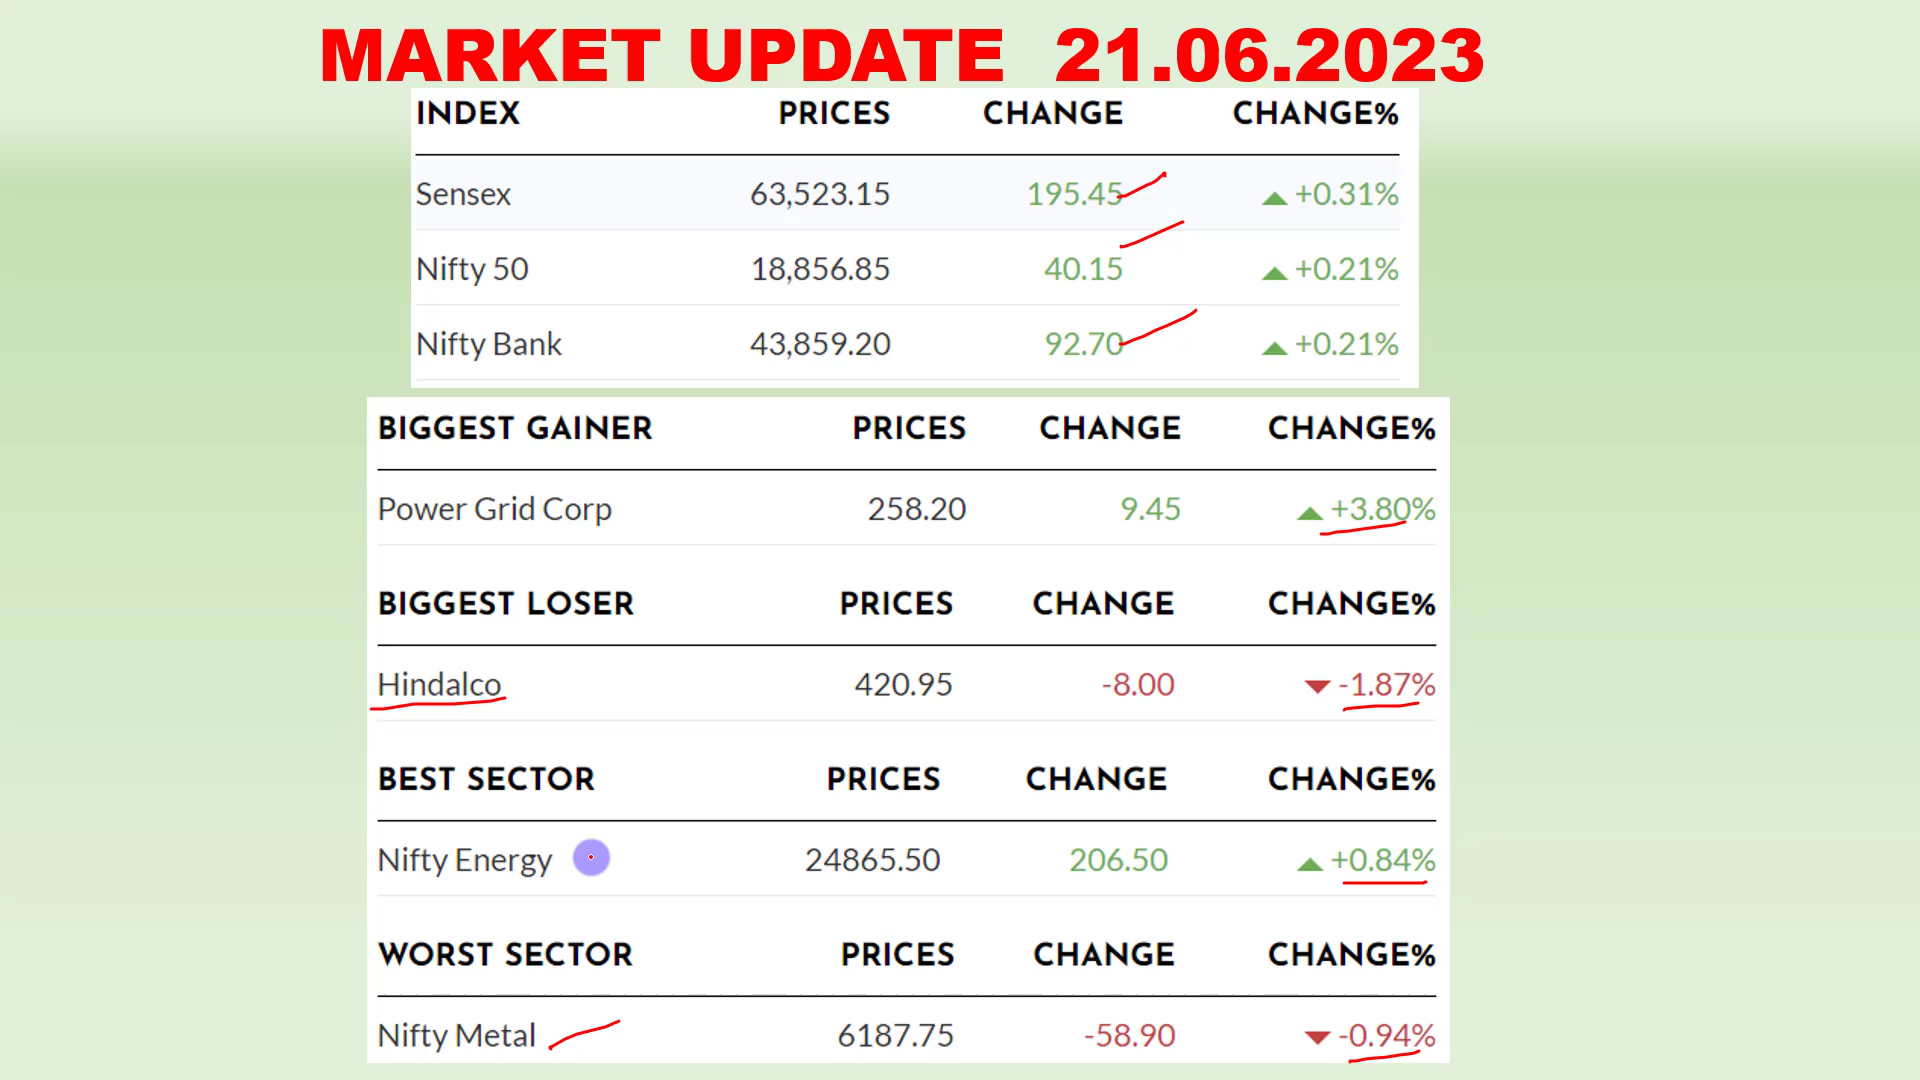 MARKET UPDATE 21.06.2023
INDEX PRICES CHANGE CHANGE%
Sensex 63,523.15 195.45 ▲ +0.31%
Nifty 50 18,856.85 40.15 ▲ +0.21%
Nifty Bank 43,859.20 92.70 ▲ +0.21%
BIGGEST GAINER PRICES CHANGE CHANGE%
Power Grid Corp 258.20 9.45 ▲ +3.80%
BIGGEST LOSER PRICES CHANGE CHANGE%
Hindalco 420.95 -8.00 ▼ -1.87%
BEST SECTOR PRICES CHANGE CHANGE%
Nifty Energy 24865.50 206.50 ▲ +0.84%
WORST SECTOR PRICES CHANGE CHANGE%
Nifty Metal 6187.75 -58.90 ▼ -0.94%